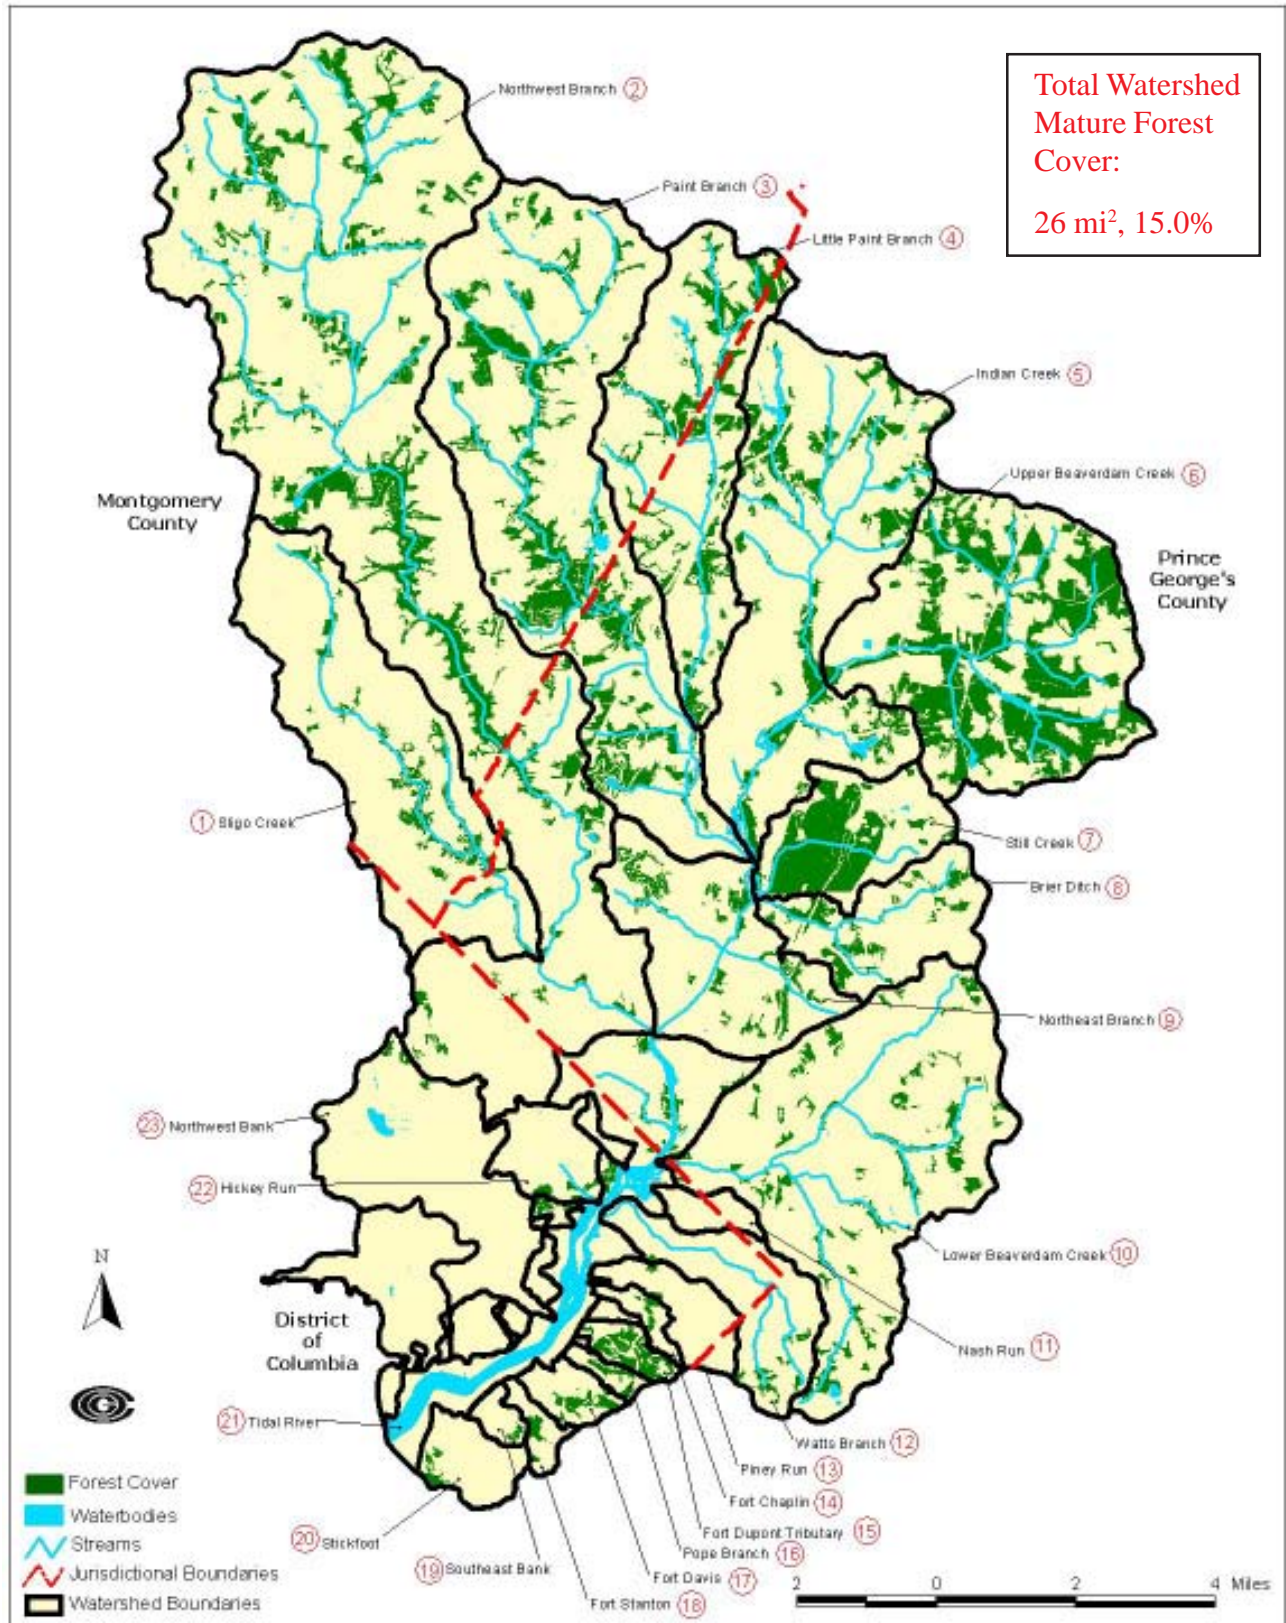 Total Watershed
Mature Forest
Cover:
26 mi², 15.0%
Northwest Branch 2
Paint Branch 3
Little Paint Branch 4
Indian Creek 5
Upper Beaverdam Creek 6
Montgomery
County
Prince
George's
County
1 Sligo Creek
Still Creek 7
Brier Ditch 8
Northeast Branch 9
23 Northwest Bank
22 Hickey Run
Lower Beaverdam Creek 10
N
District
of
Columbia
Nash Run 11
21 Tidal River
Watts Branch 12
Piney Run 13
Fort Chaplin 14
Fort Dupont Tributary 15
Pope Branch 16
Fort Davis 17
Fort Stanton 18
19 Southeast Bank
20 Stickfoot
Forest Cover
Waterbodies
Streams
Jurisdictional Boundaries
Watershed Boundaries
2 0 2 4 Miles